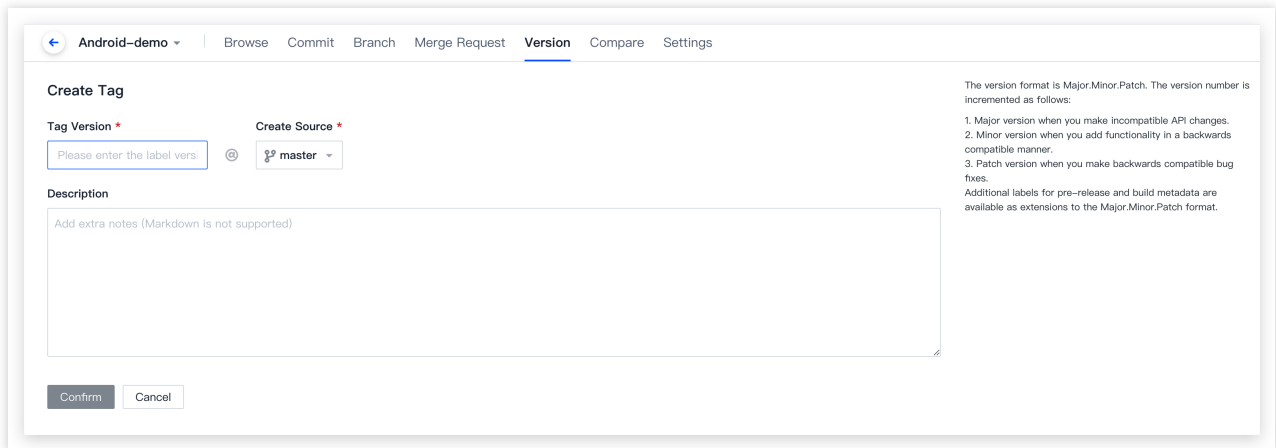 Android-demo Browse Commit Branch Merge Request Version Compare Settings
Create Tag
Tag Version * Create Source *
Please enter the label vers @ master
Description
Add extra notes (Markdown is not supported)
Confirm Cancel
The version format is Major.Minor.Patch. The version number is
incremented as follows:
1. Major version when you make incompatible API changes.
2. Minor version when you add functionality in a backwards
compatible manner.
3. Patch version when you make backwards compatible bug
fixes.
Additional labels for pre-release and build metadata are
available as extensions to the Major.Minor.Patch format.